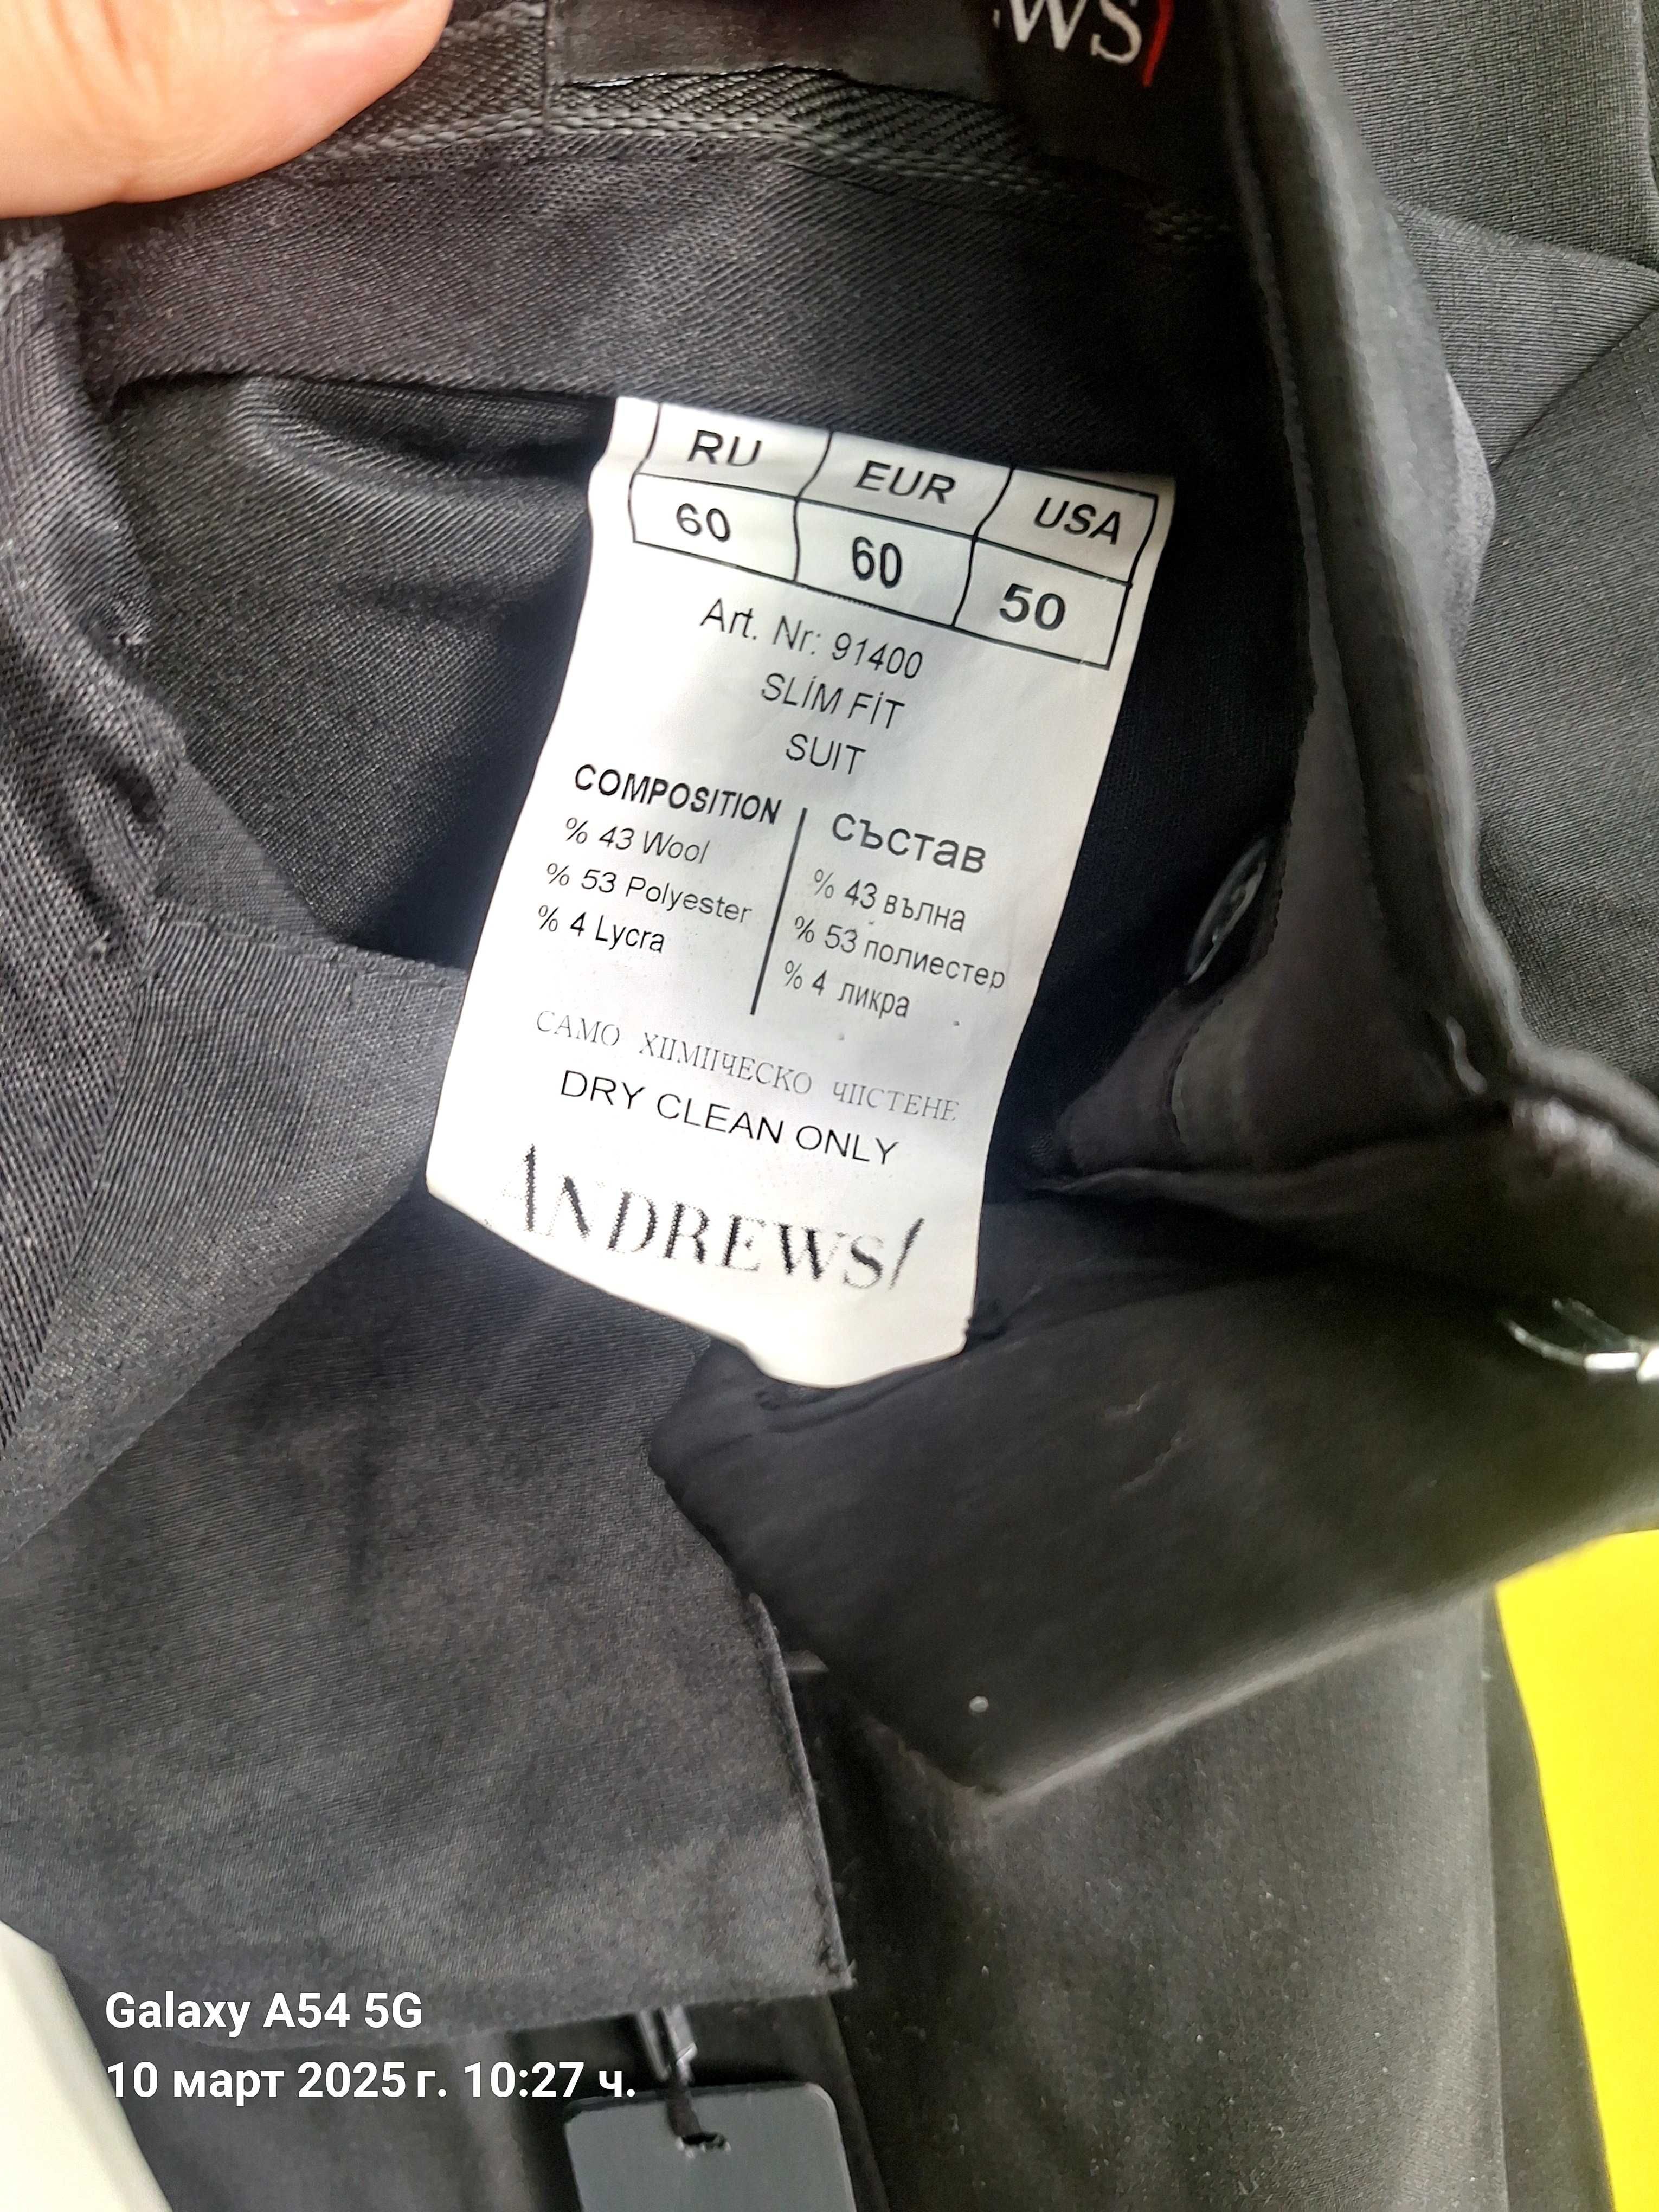 WS/
RU EUR USA
60 60 50
Art. Nr: 91400
SLİM FİT
SUIT
COMPOSITION
% 43 Wool
% 53 Polyester
% 4 Lycra
състав
% 43 вълна
% 53 полиестер
% 4 ликра
САМО ХИМИЧЕСКО ЧИСТЕНЕ
DRY CLEAN ONLY
ANDREWS/
Galaxy A54 5G
10 март 2025 г. 10:27 ч.